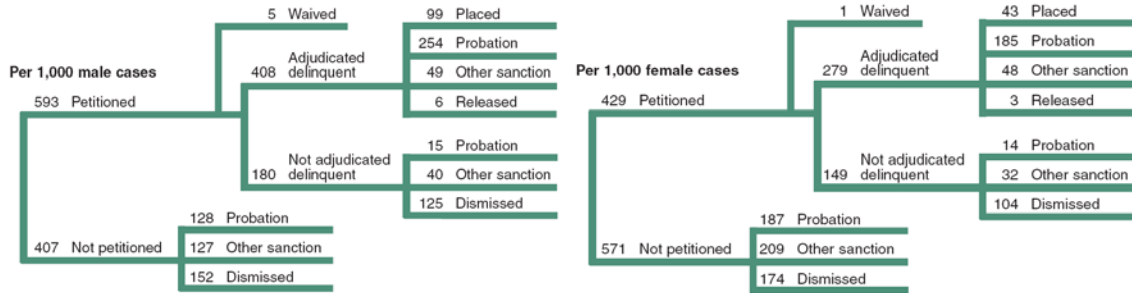 Per 1,000 male cases
593 Petitioned
5 Waived
408 Adjudicated
delinquent
99 Placed
254 Probation
49 Other sanction
6 Released
180 Not adjudicated
delinquent
15 Probation
40 Other sanction
125 Dismissed
407 Not petitioned
128 Probation
127 Other sanction
152 Dismissed
Per 1,000 female cases
429 Petitioned
1 Waived
279 Adjudicated
delinquent
43 Placed
185 Probation
48 Other sanction
3 Released
149 Not adjudicated
delinquent
14 Probation
32 Other sanction
104 Dismissed
571 Not petitioned
187 Probation
209 Other sanction
174 Dismissed